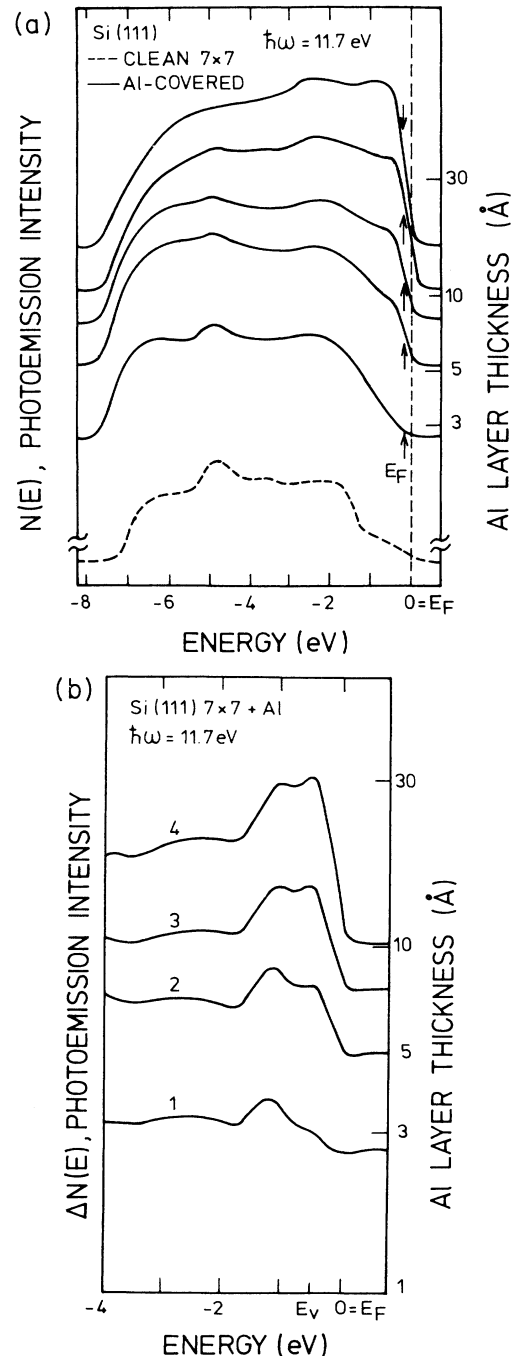 (a)
Si (111)
ħω = 11.7 eV
--- CLEAN 7×7
— Al-COVERED
N(E), PHOTOEMISSION INTENSITY
Al LAYER THICKNESS (Å)
30
10
5
3
E_F
-8
-6
-4
-2
0=E_F
ENERGY (eV)
(b)
Si (111) 7×7 + Al
ħω = 11.7 eV
ΔN(E), PHOTOEMISSION INTENSITY
Al LAYER THICKNESS (Å)
4
3
2
1
30
10
5
3
1
-4
-2
E_V
0=E_F
ENERGY (eV)